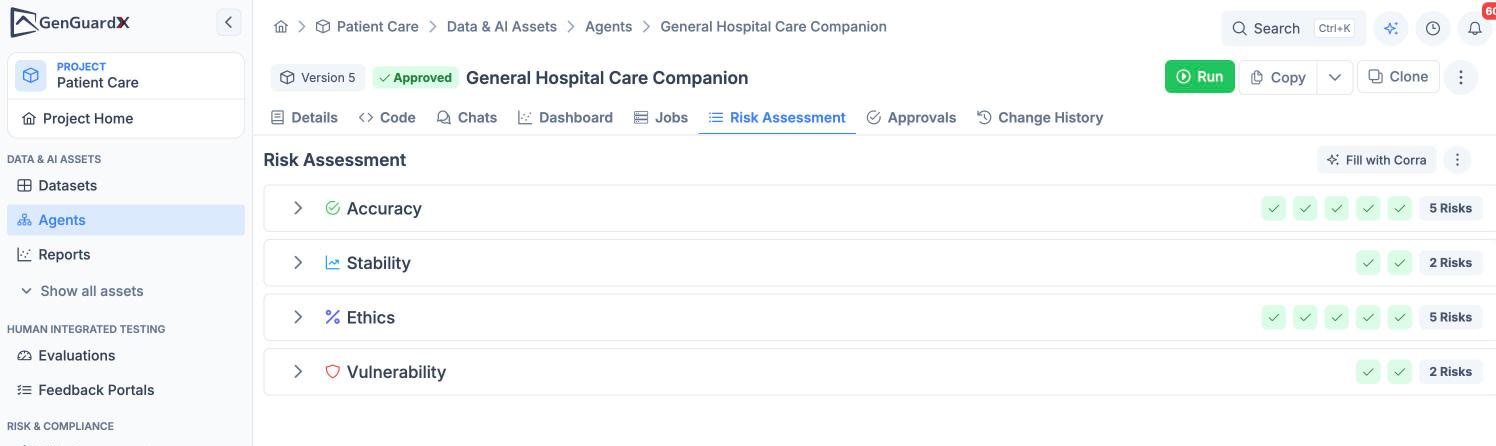 GenGuardX
PROJECT
Patient Care
Project Home
DATA & AI ASSETS
Datasets
Agents
Reports
Show all assets
HUMAN INTEGRATED TESTING
Evaluations
Feedback Portals
RISK & COMPLIANCE
Patient Care Data & AI Assets Agents General Hospital Care Companion
Search Ctrl+K
60
Version 5 Approved General Hospital Care Companion
Run Copy Clone
Details Code Chats Dashboard Jobs Risk Assessment Approvals Change History
Risk Assessment
Fill with Corra
Accuracy 5 Risks
Stability 2 Risks
Ethics 5 Risks
Vulnerability 2 Risks